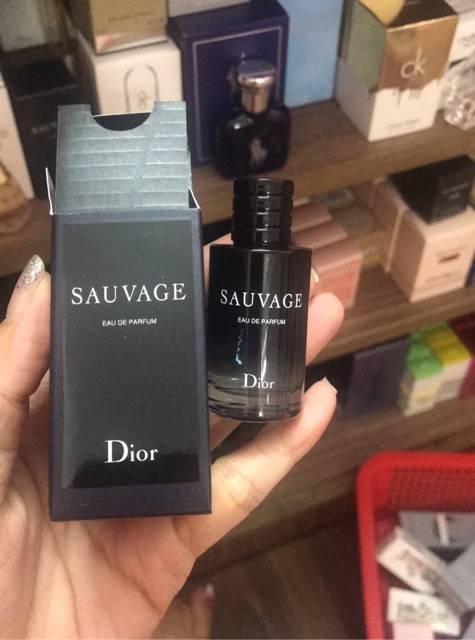 SAUVAGE
EAU DE PARFUM
Dior
SAUVAGE
EAU DE PARFUM
Dior
ck